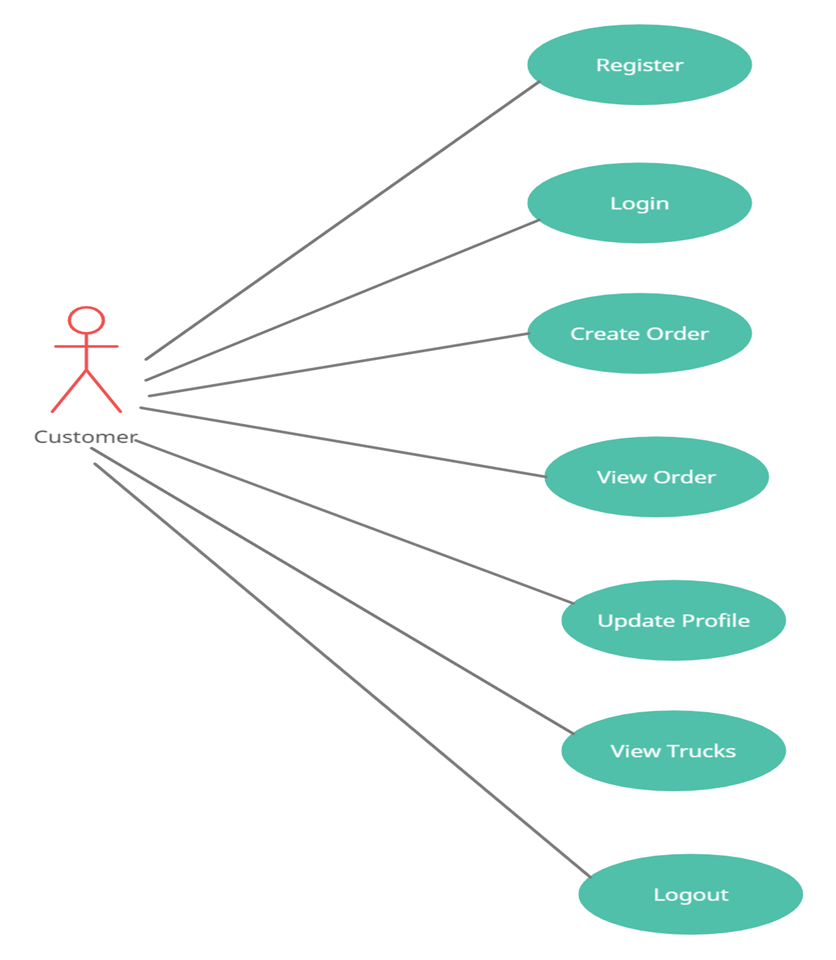 Register
Login
Create Order
Customer
View Order
Update Profile
View Trucks
Logout